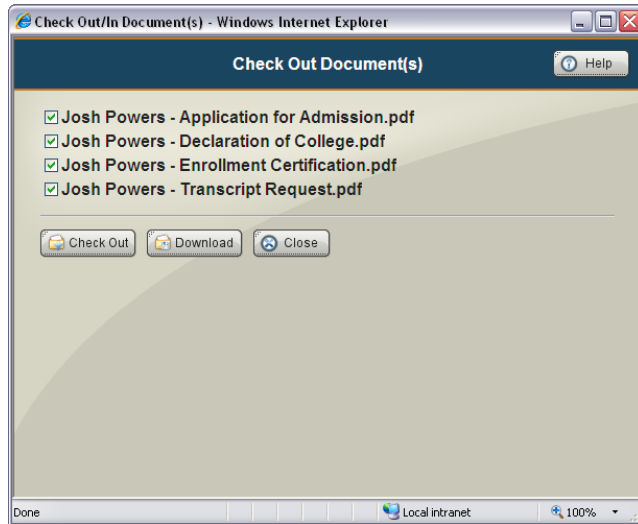 Check Out/In Document(s) - Windows Internet Explorer
Check Out Document(s)
Help
Josh Powers - Application for Admission.pdf
Josh Powers - Declaration of College.pdf
Josh Powers - Enrollment Certification.pdf
Josh Powers - Transcript Request.pdf
Check Out Download Close
Done Local intranet 100%